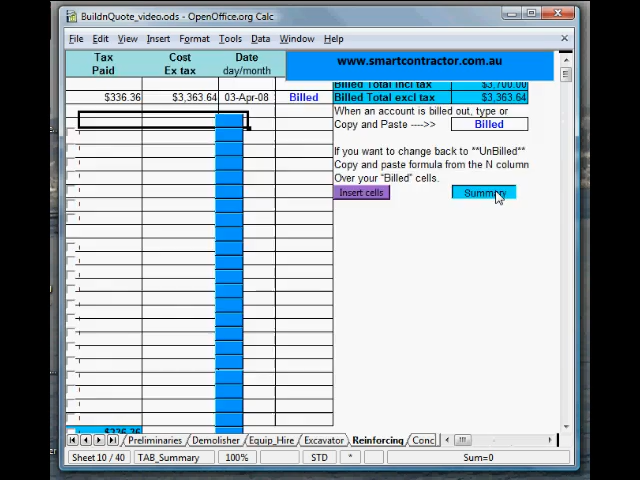 BuildnQuote_video.ods - OpenOffice.org Calc
File Edit View Insert Format Tools Data Window Help
Tax Paid
Cost Ex tax
Date day/month
www.smartcontractor.com.au
Billed Total incl tax $3,700.00
$336.36 $3,363.64 03-Apr-08 Billed
Billed Total excl tax $3,363.64
When an account is billed out, type or
Copy and Paste ---->> Billed
If you want to change back to **UnBilled**
Copy and paste formula from the N column
Over your "Billed" cells.
Insert cells Summary
$336.36
Preliminaries Demolisher Equip_Hire Excavator Reinforcing Conc
Sheet 10 / 40 TAB_Summary 100% STD * Sum=0